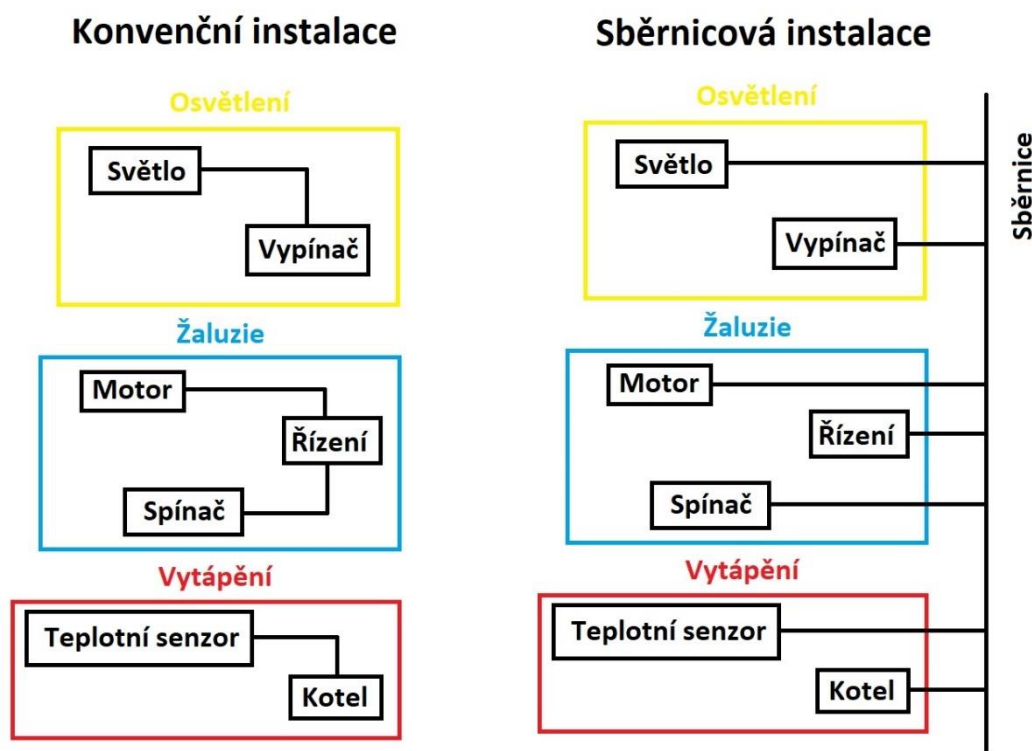 Konvenční instalace
Osvětlení
Světlo
Vypínač
Žaluzie
Motor
Řízení
Spínač
Vytápění
Teplotní senzor
Kotel
Sběrnicová instalace
Osvětlení
Světlo
Vypínač
Žaluzie
Motor
Řízení
Spínač
Vytápění
Teplotní senzor
Kotel
Sběrnice